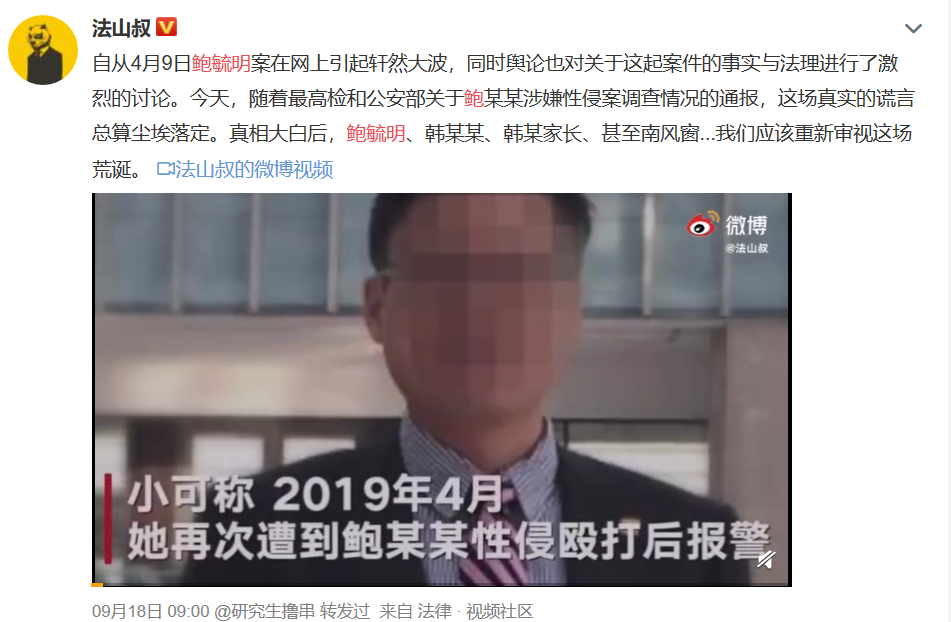 法山叔
自从4月9日鲍毓明案在网上引起轩然大波，同时舆论也对关于这起案件的事实与法理进行了激
烈的讨论。今天，随着最高检和公安部关于鲍某某涉嫌性侵案调查情况的通报，这场真实的谎言
总算尘埃落定。真相大白后，鲍毓明、韩某某、韩某家长、甚至南风窗...我们应该重新审视这场
荒诞。 法山叔的微博视频
微博
@法山叔
小可称 2019年4月
她再次遭到鲍某某性侵殴打后报警
09月18日 09:00 @研究生撸串 转发过 来自 法律 · 视频社区